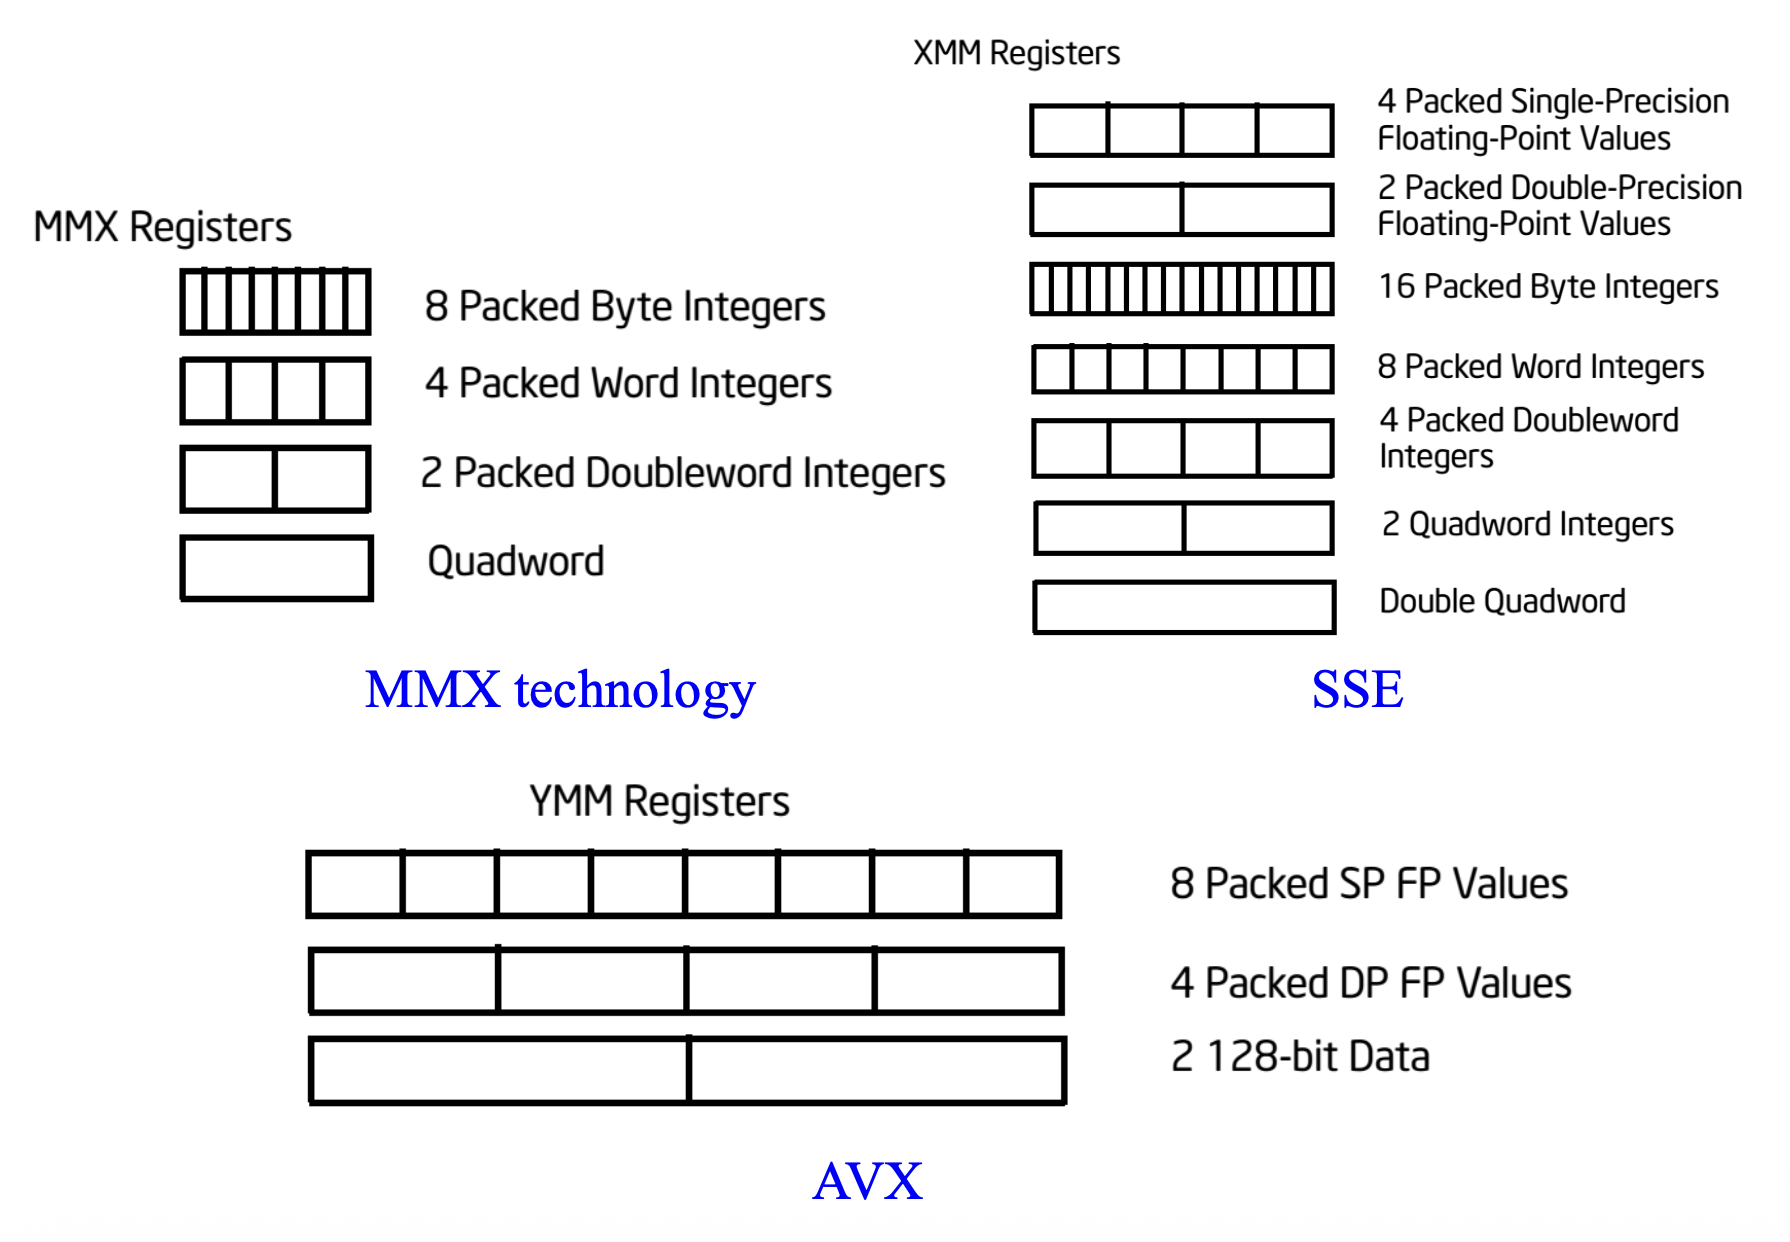 MMX Registers
8 Packed Byte Integers
4 Packed Word Integers
2 Packed Doubleword Integers
Quadword
MMX technology
XMM Registers
4 Packed Single-Precision
Floating-Point Values
2 Packed Double-Precision
Floating-Point Values
16 Packed Byte Integers
8 Packed Word Integers
4 Packed Doubleword
Integers
2 Quadword Integers
Double Quadword
SSE
YMM Registers
8 Packed SP FP Values
4 Packed DP FP Values
2 128-bit Data
AVX